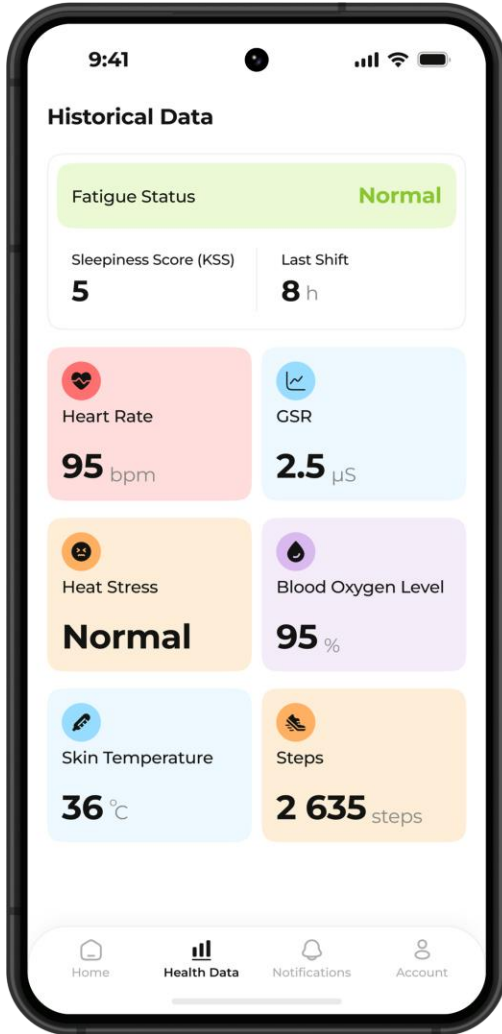 9:41
Historical Data
Fatigue Status Normal
Sleepiness Score (KSS) Last Shift
5 8 h
Heart Rate GSR
95 bpm 2.5 µS
Heat Stress Blood Oxygen Level
Normal 95 %
Skin Temperature Steps
36 °C 2 635 steps
Home Health Data Notifications Account